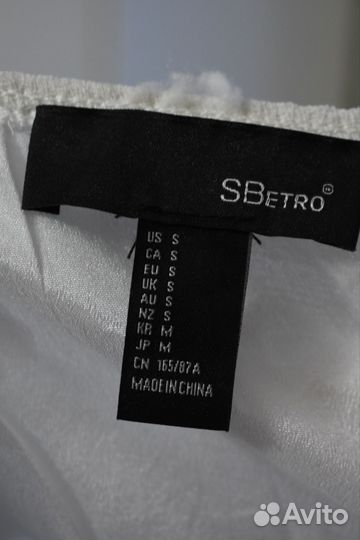 SBETRO
US S
CA S
EU S
UK S
AU S
NZ S
KR M
JP M
CN 165/87A
MADE IN CHINA
Avito